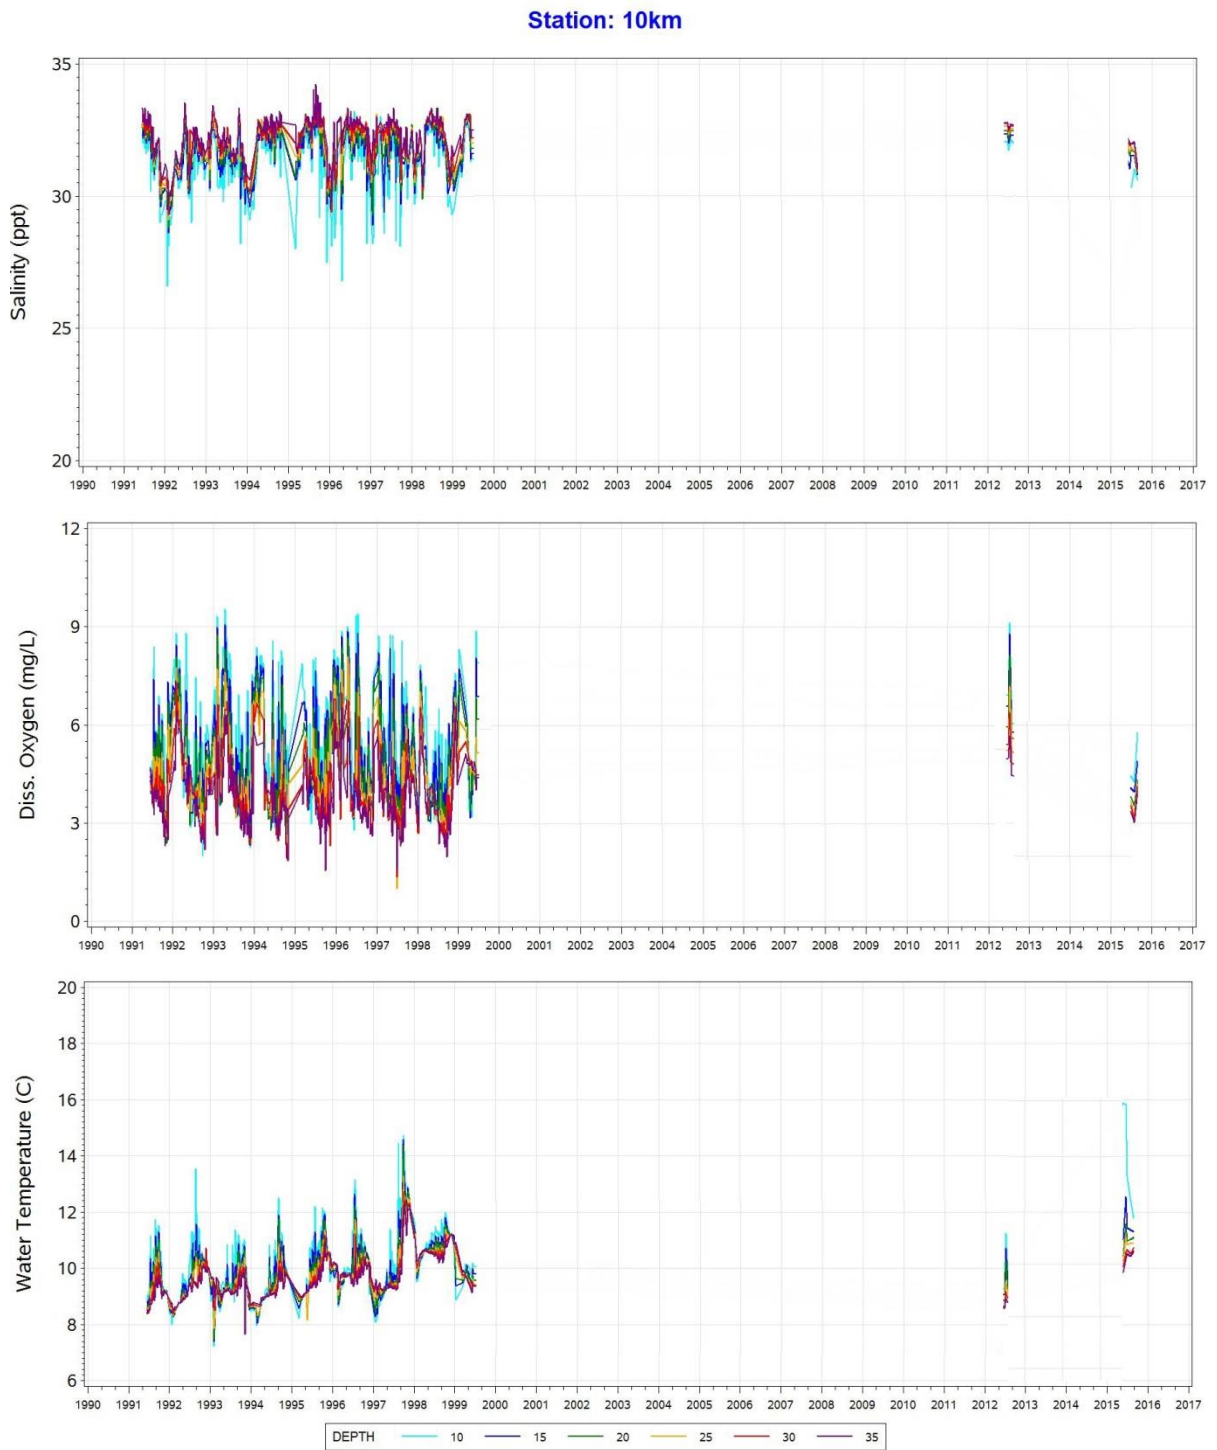 Station: 10km
Salinity (ppt)
35
30
25
20
1990 1991 1992 1993 1994 1995 1996 1997 1998 1999 2000 2001 2002 2003 2004 2005 2006 2007 2008 2009 2010 2011 2012 2013 2014 2015 2016 2017
Diss. Oxygen (mg/L)
12
9
6
3
0
1990 1991 1992 1993 1994 1995 1996 1997 1998 1999 2000 2001 2002 2003 2004 2005 2006 2007 2008 2009 2010 2011 2012 2013 2014 2015 2016 2017
Water Temperature (C)
20
18
16
14
12
10
8
6
1990 1991 1992 1993 1994 1995 1996 1997 1998 1999 2000 2001 2002 2003 2004 2005 2006 2007 2008 2009 2010 2011 2012 2013 2014 2015 2016 2017
DEPTH 10 15 20 25 30 35